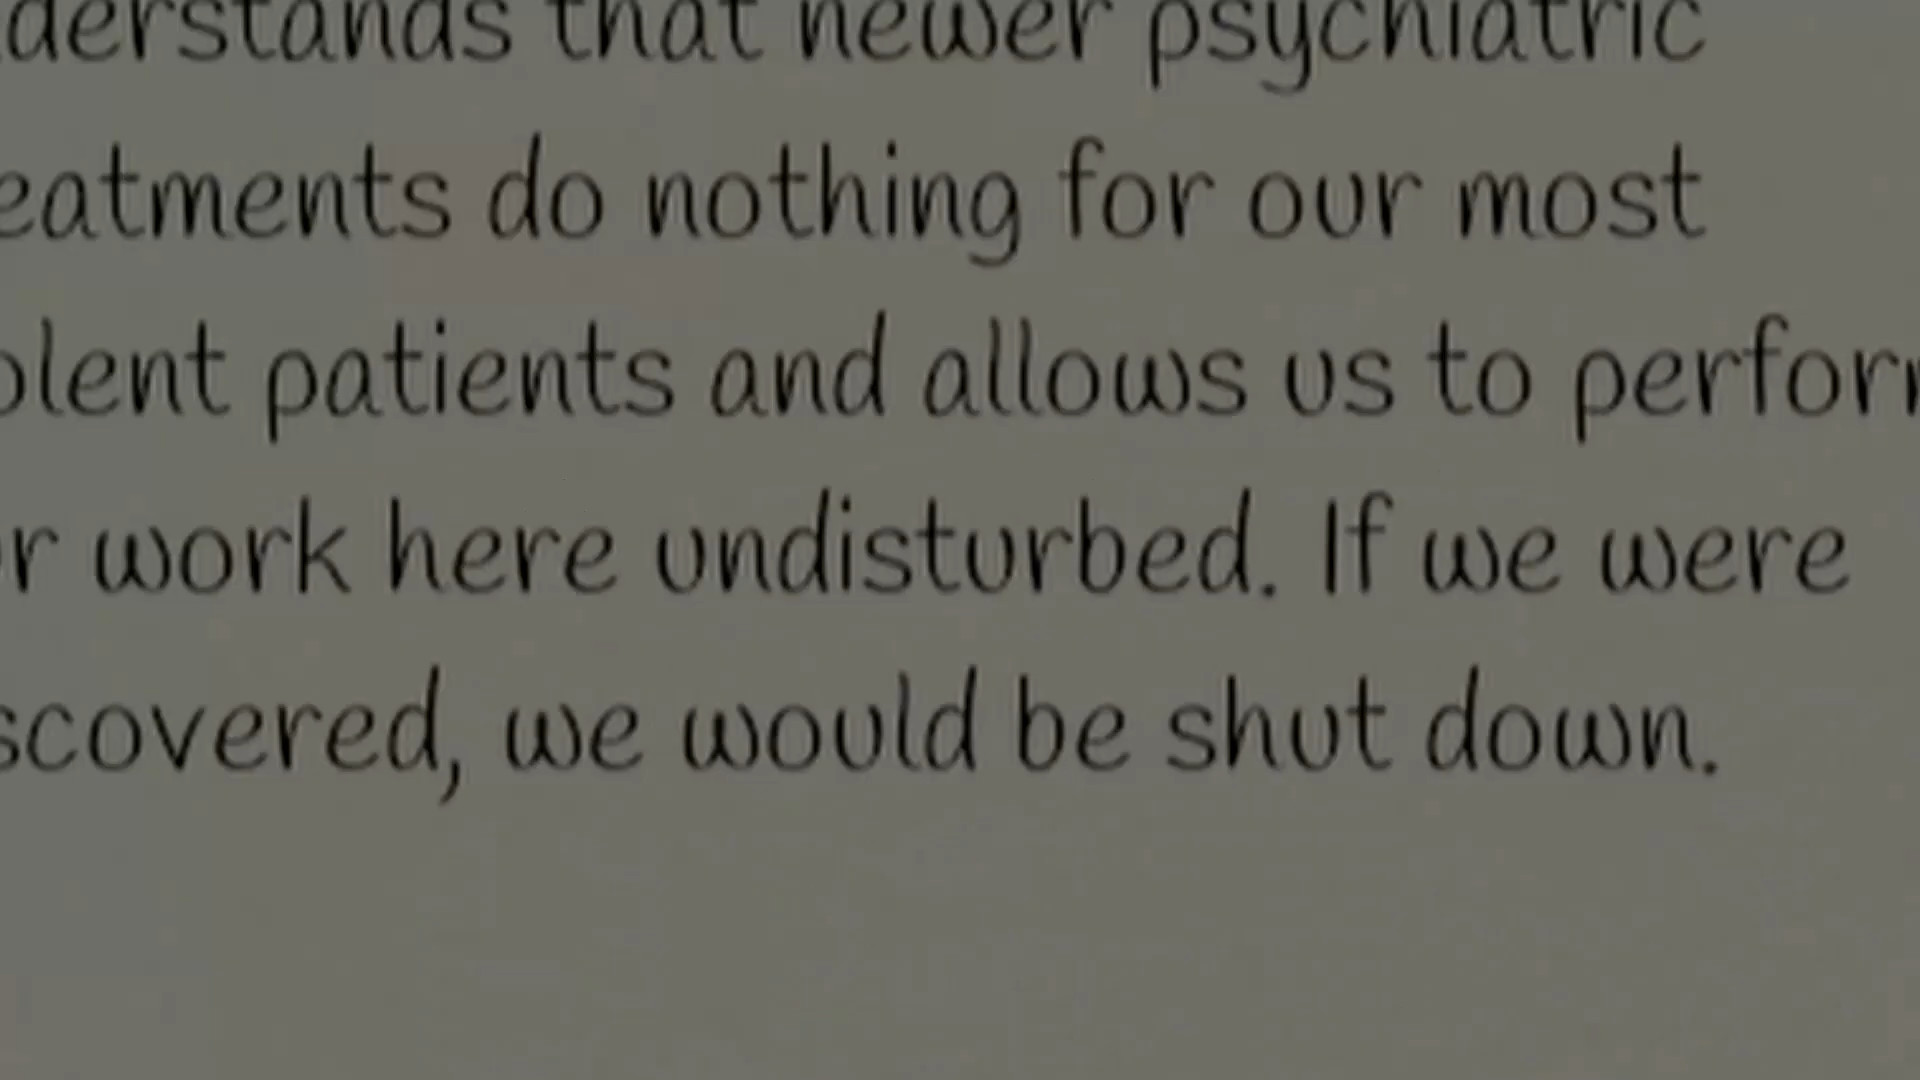 derstands that newer psychiatric
eatments do nothing for our most
olent patients and allows us to perfor
r work here undisturbed. If we were
scovered, we would be shut down.